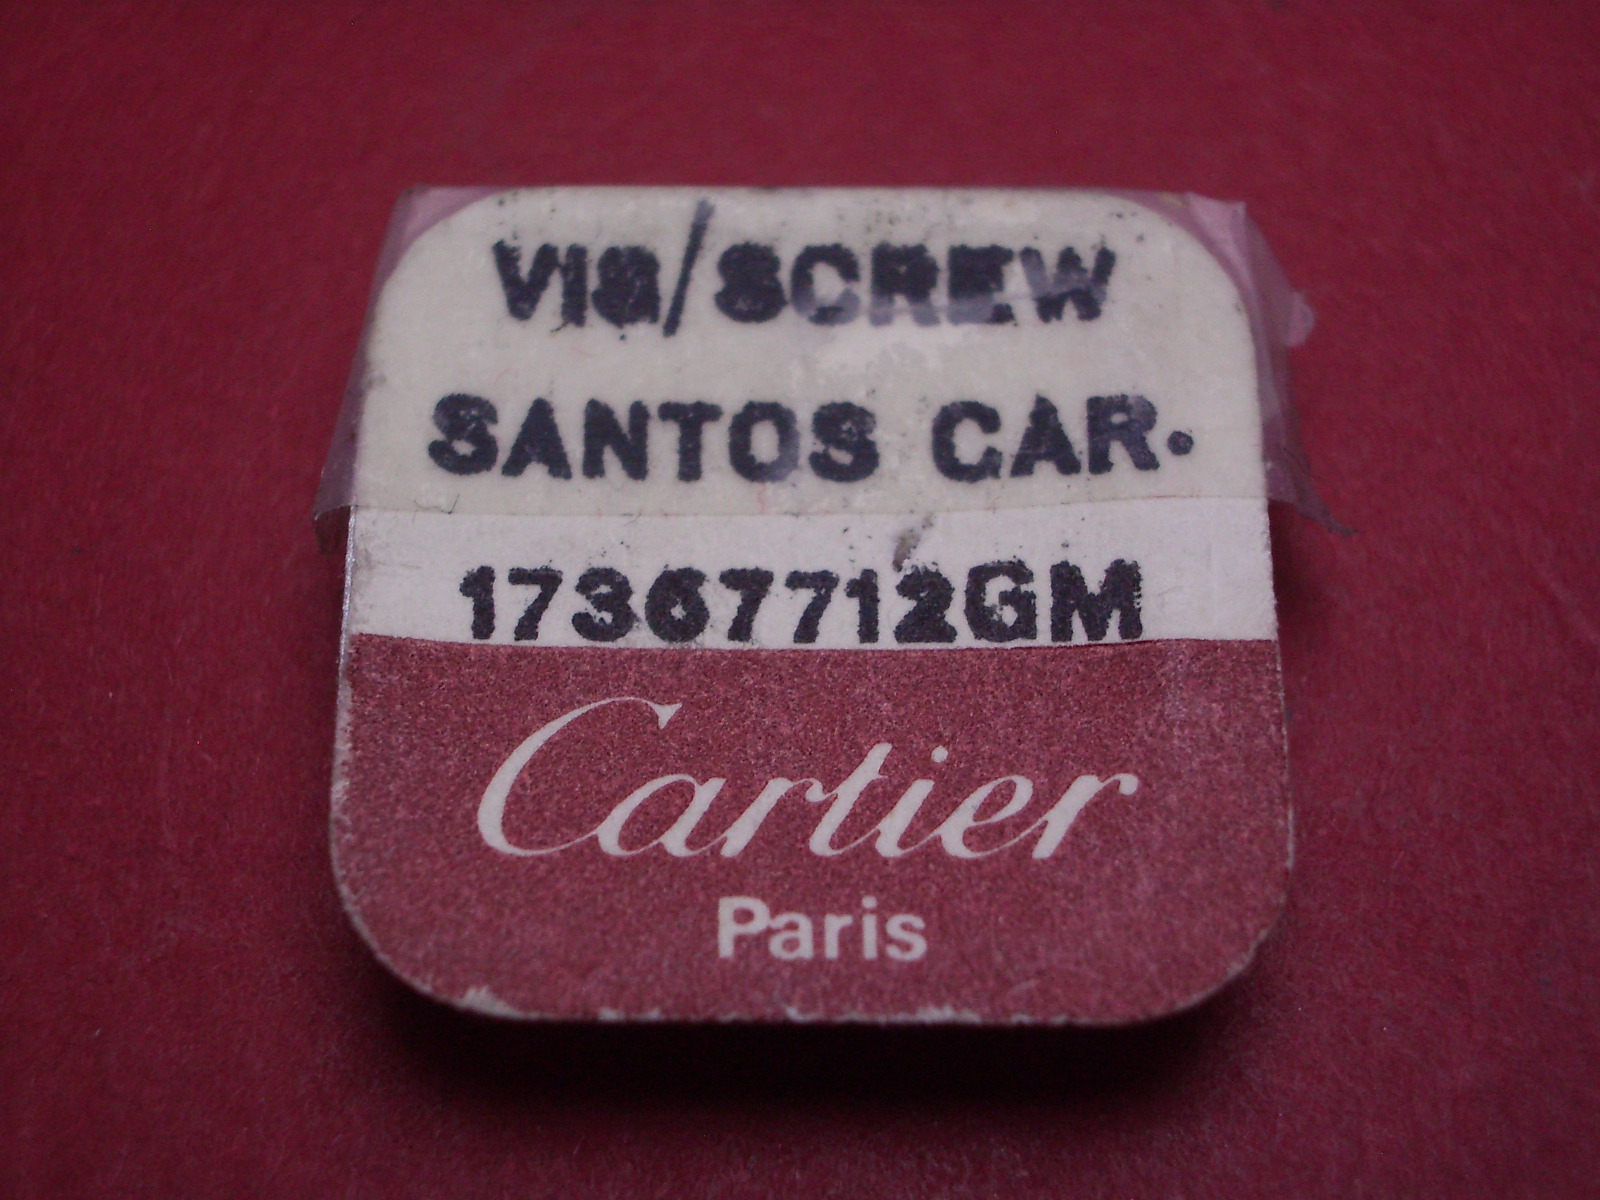 VIS/SCREW
SANTOS CAR.
17367712GM
Cartier
Paris